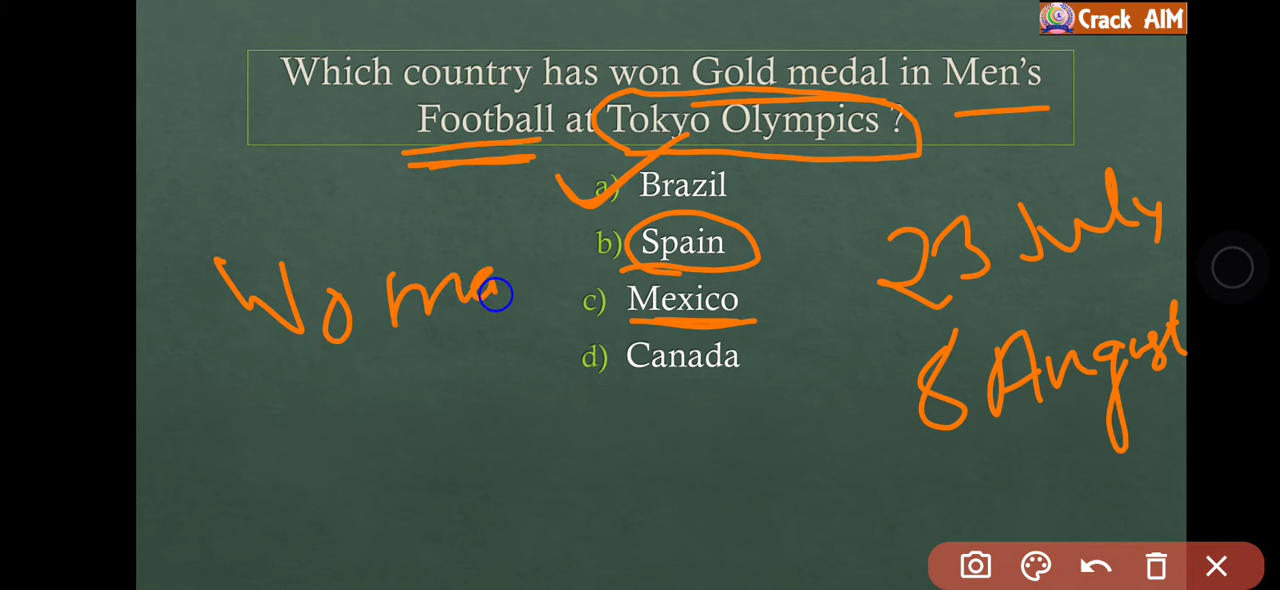 Crack AIM
Which country has won Gold medal in Men's
Football at Tokyo Olympics ?
a) Brazil
b) Spain
c) Mexico
d) Canada
23 July
8 August
Wome